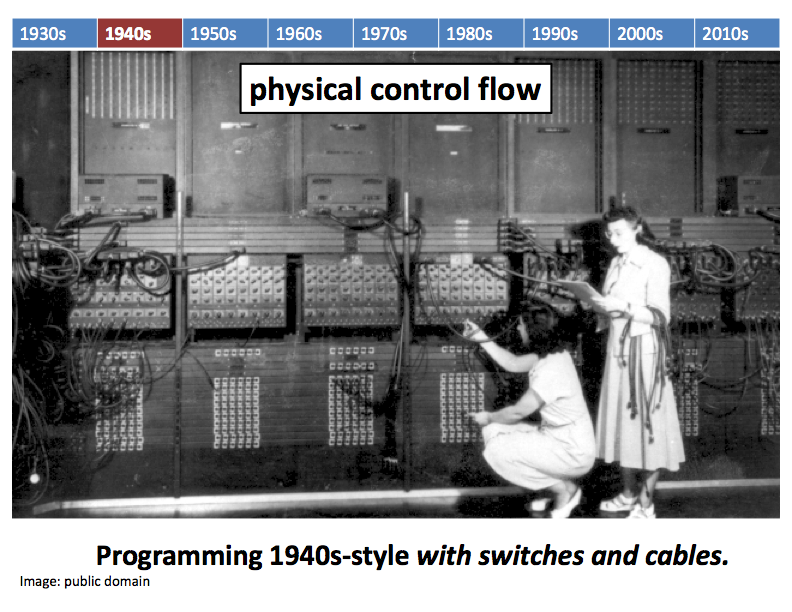 1930s 1940s 1950s 1960s 1970s 1980s 1990s 2000s 2010s
physical control flow
Programming 1940s-style with switches and cables.
Image: public domain